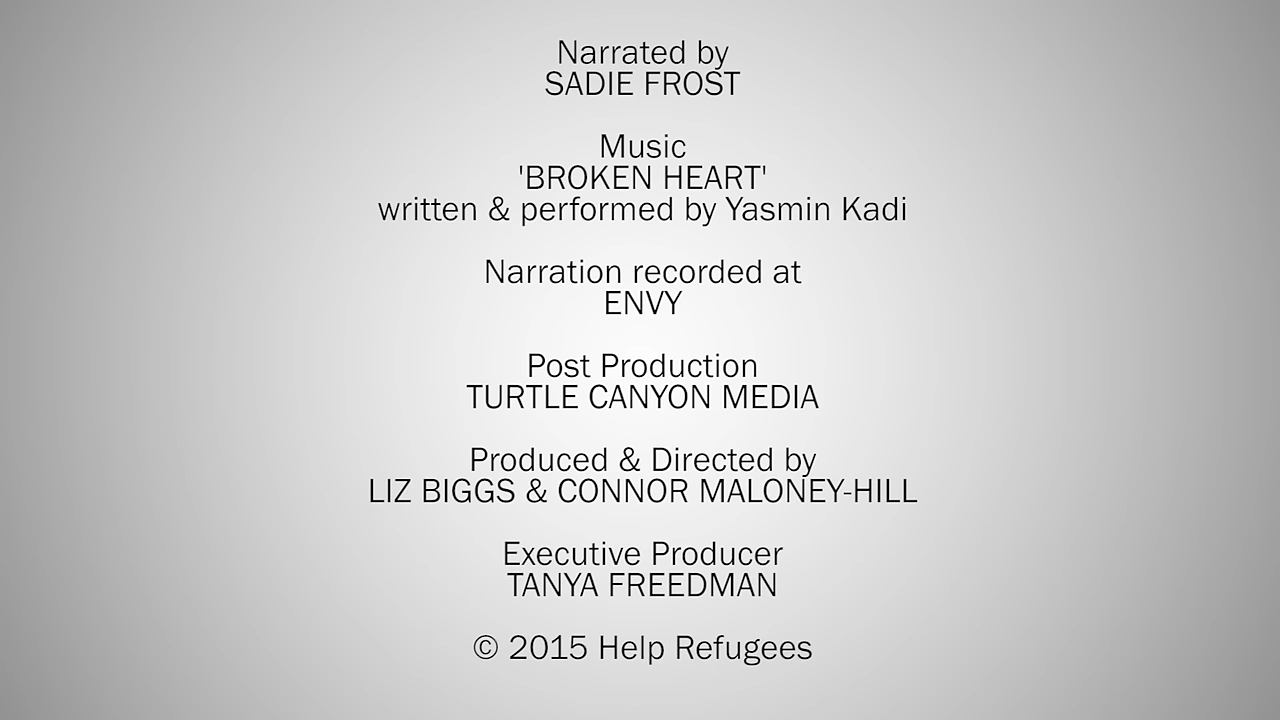 Narrated by
SADIE FROST
Music
'BROKEN HEART'
written & performed by Yasmin Kadi
Narration recorded at
ENVY
Post Production
TURTLE CANYON MEDIA
Produced & Directed by
LIZ BIGGS & CONNOR MALONEY-HILL
Executive Producer
TANYA FREEDMAN
© 2015 Help Refugees